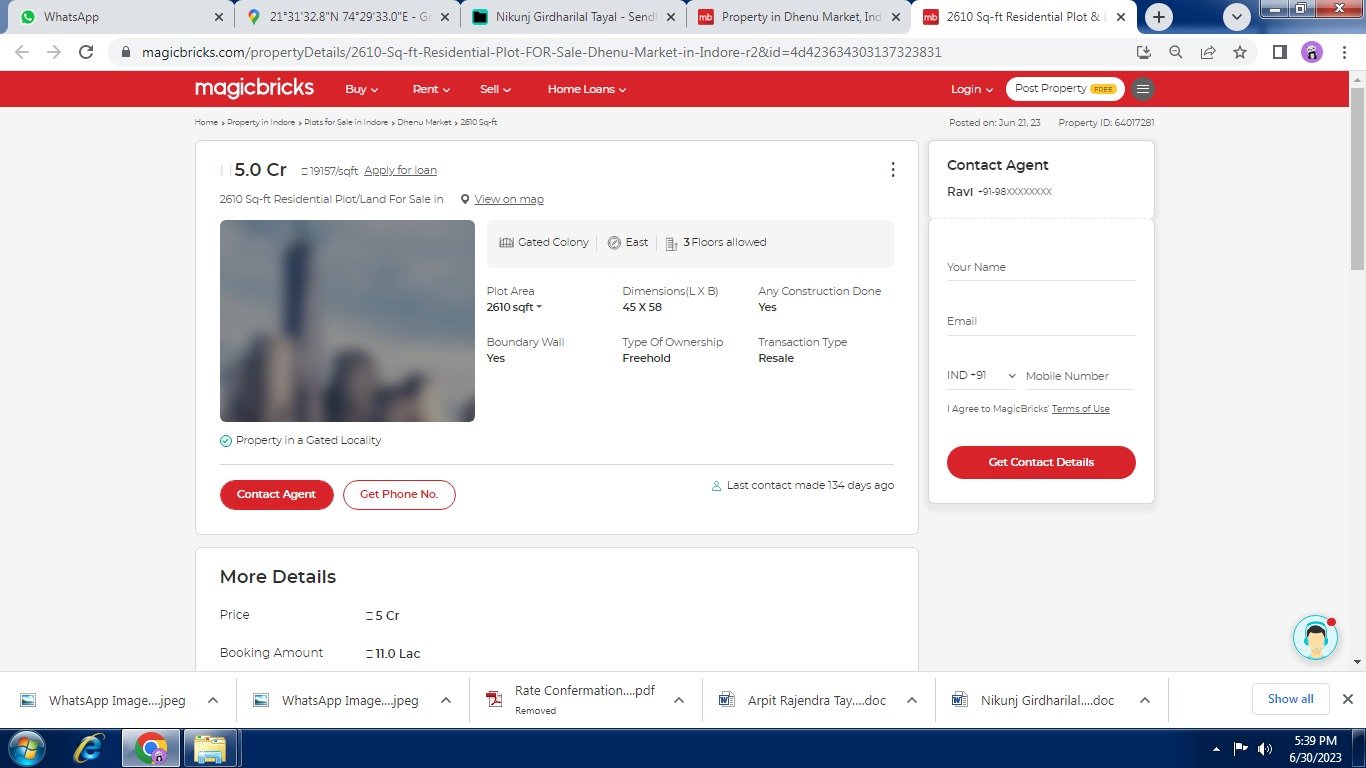 WhatsApp
21°31'32.8"N 74°29'33.0"E - Go
Nikunj Girdharilal Tayal - Sendh
Property in Dhenu Market, Ind
2610 Sq-ft Residential Plot & L
magicbricks.com/propertyDetails/2610-Sq-ft-Residential-Plot-FOR-Sale-Dhenu-Market-in-Indore-r2&id=4d423634303137323831
magicbricks Buy Rent Sell Home Loans Login Post Property FREE
Home > Property in Indore > Plots for Sale in Indore > Dhenu Market > 2610 Sq-ft
Posted on: Jun 21, 23 Property ID: 64017281
5.0 Cr 19157/sqft Apply for loan
2610 Sq-ft Residential Plot/Land For Sale in View on map
Gated Colony East 3 Floors allowed
Plot Area Dimensions(L X B) Any Construction Done
2610 sqft 45 X 58 Yes
Boundary Wall Type Of Ownership Transaction Type
Yes Freehold Resale
Property in a Gated Locality
Contact Agent Get Phone No. Last contact made 134 days ago
More Details
Price 5 Cr
Booking Amount 11.0 Lac
Contact Agent
Ravi +91-98XXXXXXXX
Your Name
Email
IND +91 Mobile Number
I Agree to MagicBricks' Terms of Use
Get Contact Details
WhatsApp Image....jpeg
WhatsApp Image....jpeg
Rate Confermation....pdf
Removed
Arpit Rajendra Tay....doc
Nikunj Girdharilal....doc
Show all
5:39 PM
6/30/2023